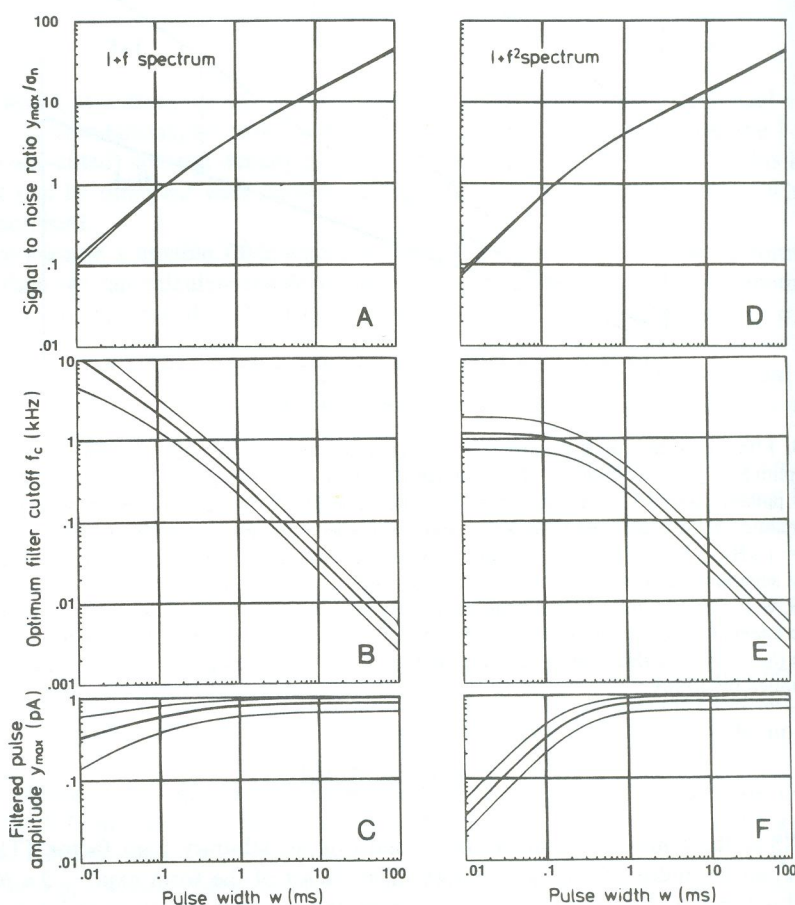 100
10
1
.1
.01
Signal to noise ratio y_max/σ_n
1+f spectrum
A
1+f² spectrum
D
10
1
.1
.01
.001
Optimum filter cutoff f_c (kHz)
B
E
1
.1
.01
Filtered pulse
amplitude y_max (pA)
C
F
.01 .1 1 10 100
Pulse width w (ms)
.01 .1 1 10 100
Pulse width w (ms)